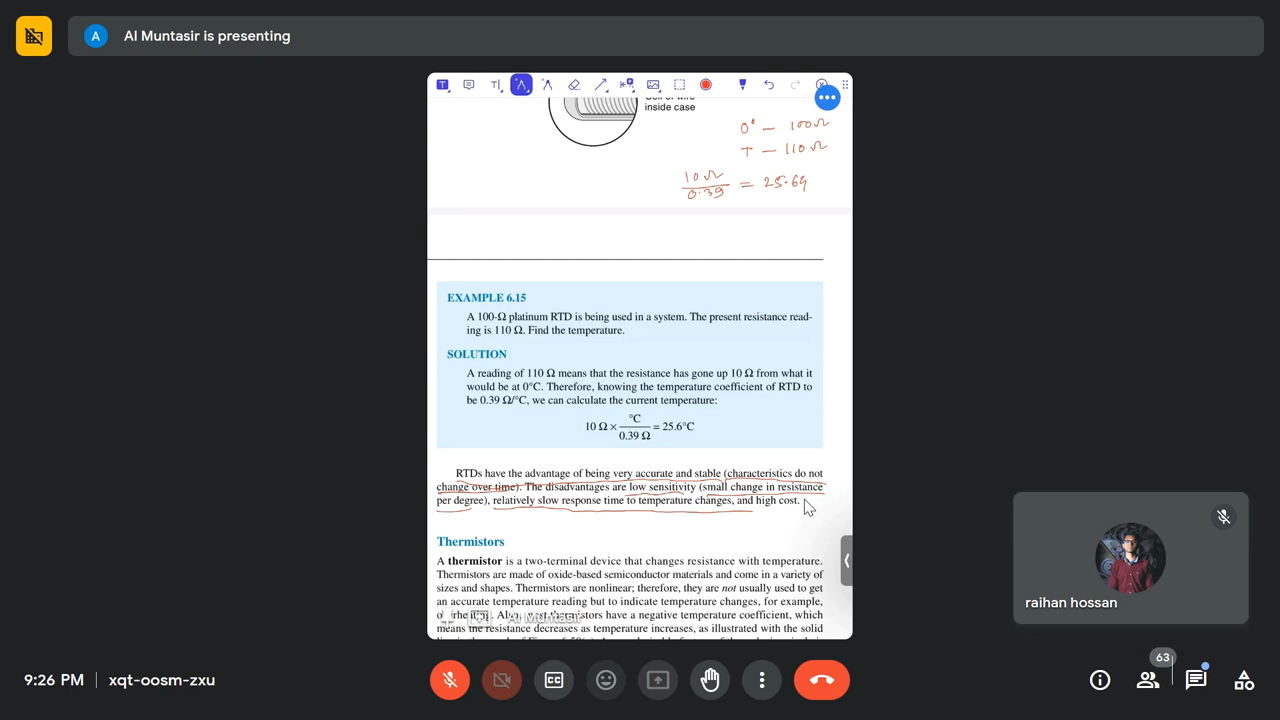 A Al Muntasir is presenting
Coil of wire
inside case
0° — 100Ω
T — 110Ω
10Ω
0.39
= 25.64
EXAMPLE 6.15
A 100-Ω platinum RTD is being used in a system. The present resistance read-
ing is 110 Ω. Find the temperature.
SOLUTION
A reading of 110 Ω means that the resistance has gone up 10 Ω from what it
would be at 0°C. Therefore, knowing the temperature coefficient of RTD to
be 0.39 Ω/°C, we can calculate the current temperature:
10 Ω × °C / 0.39 Ω = 25.6°C
RTDs have the advantage of being very accurate and stable (characteristics do not
change over time). The disadvantages are low sensitivity (small change in resistance
per degree), relatively slow response time to temperature changes, and high cost.
Thermistors
A thermistor is a two-terminal device that changes resistance with temperature.
Thermistors are made of oxide-based semiconductor materials and come in a variety of
sizes and shapes. Thermistors are nonlinear; therefore, they are not usually used to get
an accurate temperature reading but to indicate temperature changes, for example,
thermistors have a negative temperature coefficient, which
Al Muntasir
means the resistance decreases as temperature increases, as illustrated with the solid
raihan hossan
9:26 PM | xqt-oosm-zxu
63